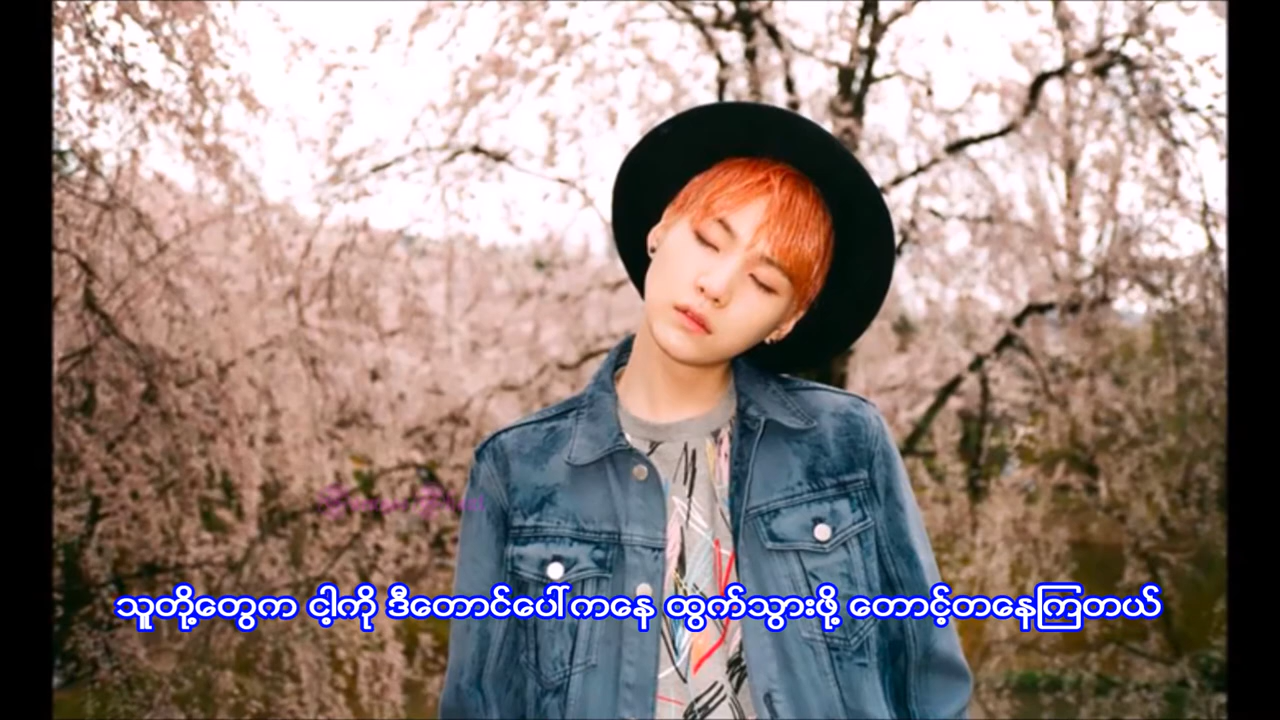 သူတို့တွေက ငါ့ကို ဒီတောင်ပေါ်ကနေ ထွက်သွားဖို့ တောင့်တနေကြတယ်